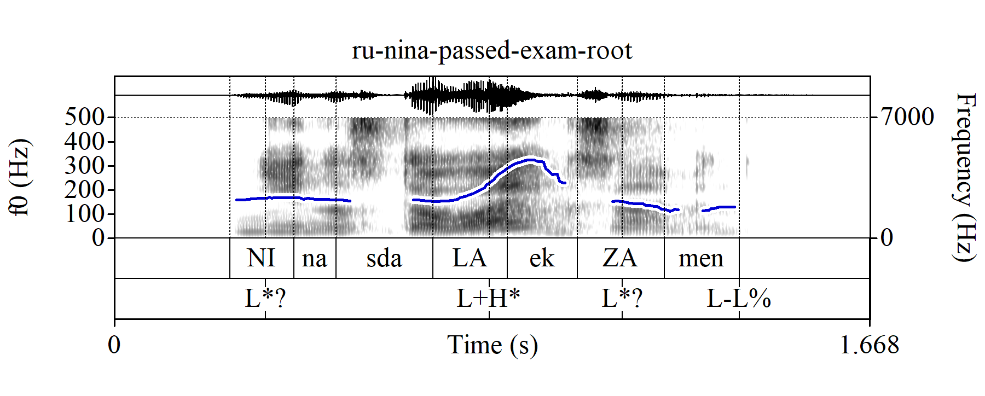 ru-nina-passed-exam-root
500
400
300
200
100
0
f0 (Hz)
7000
0
Frequency (Hz)
NI na sda LA ek ZA men
L*? L+H* L*? L-L%
0 Time (s) 1.668